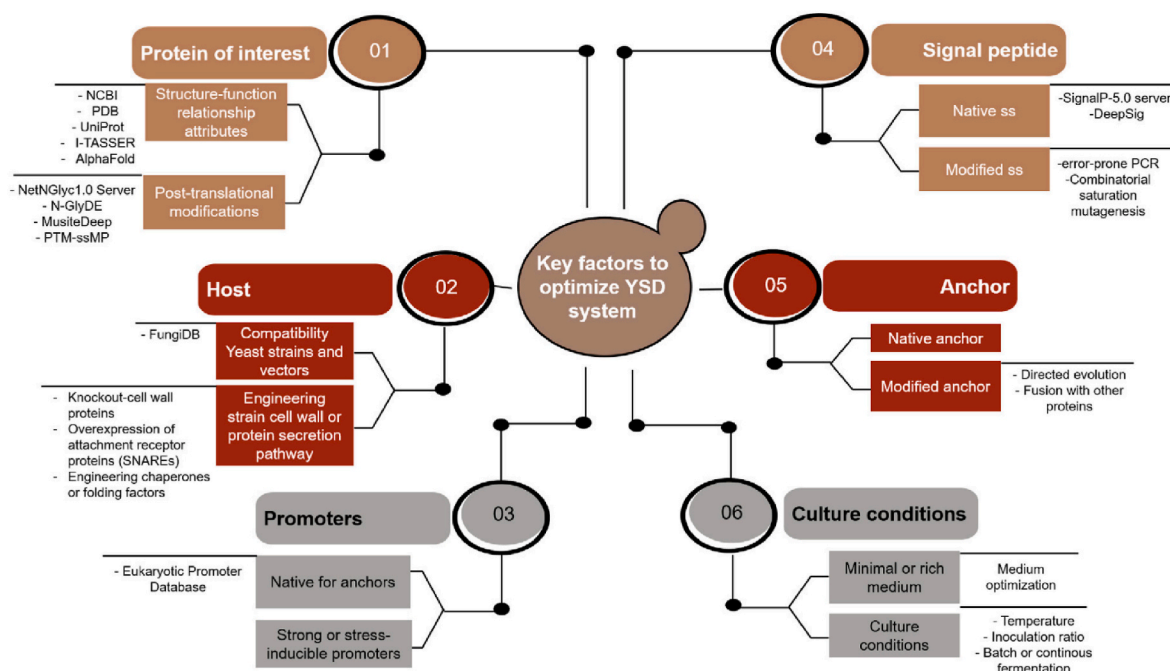 Protein of interest
01
- NCBI
- PDB
- UniProt
- I-TASSER
- AlphaFold
Structure-function
relationship
attributes
- NetNGlyc1.0 Server
- N-GlyDE
- MusiteDeep
- PTM-ssMP
Post-translational
modifications
04
Signal peptide
Native ss
-SignalP-5.0 server
-DeepSig
Modified ss
-error-prone PCR
-Combinatorial
saturation
mutagenesis
Key factors to
optimize YSD
system
Host
02
- FungiDB
Compatibility
Yeast strains and
vectors
- Knockout-cell wall
proteins
- Overexpression of
attachment receptor
proteins (SNAREs)
- Engineering chaperones
or folding factors
Engineering
strain cell wall or
protein secretion
pathway
05
Anchor
Native anchor
Modified anchor
- Directed evolution
- Fusion with other
proteins
Promoters
03
- Eukaryotic Promoter
Database
Native for anchors
Strong or stress-
inducible promoters
06
Culture conditions
Minimal or rich
medium
Medium
optimization
Culture
conditions
- Temperature
- Inoculation ratio
- Batch or continous
fermentation